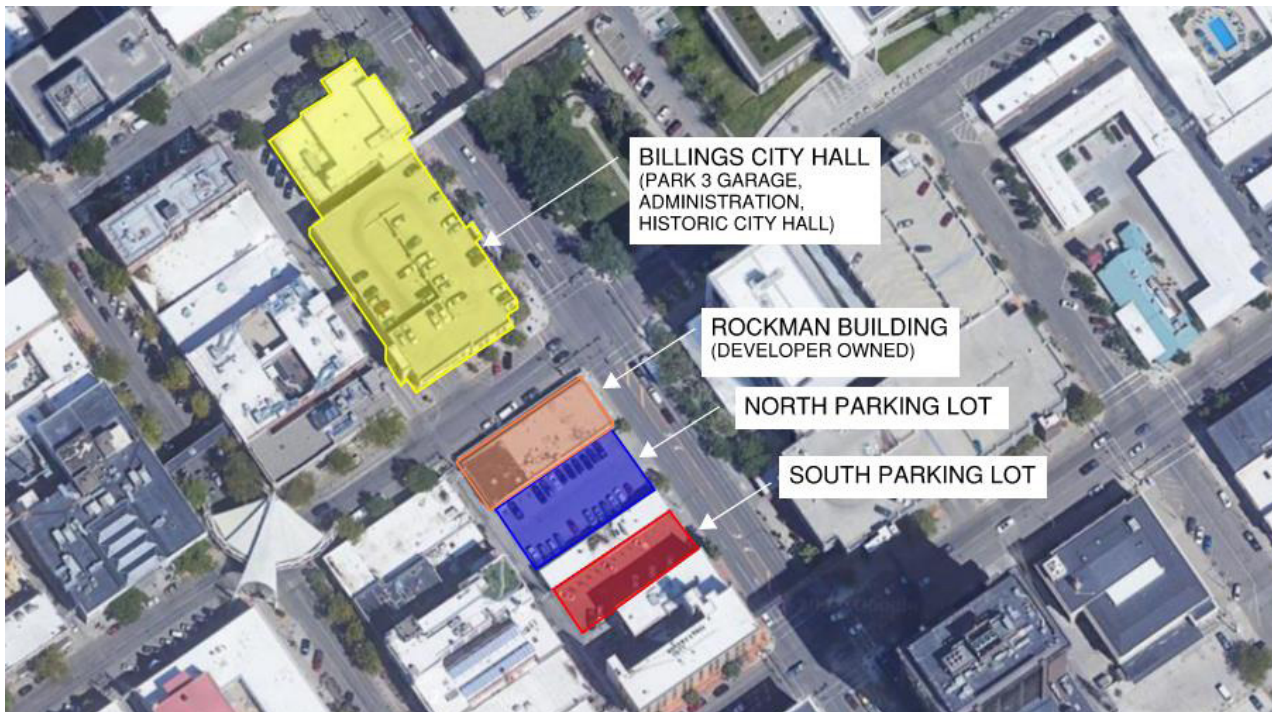 BILLINGS CITY HALL
(PARK 3 GARAGE,
ADMINISTRATION,
HISTORIC CITY HALL)
ROCKMAN BUILDING
(DEVELOPER OWNED)
NORTH PARKING LOT
SOUTH PARKING LOT